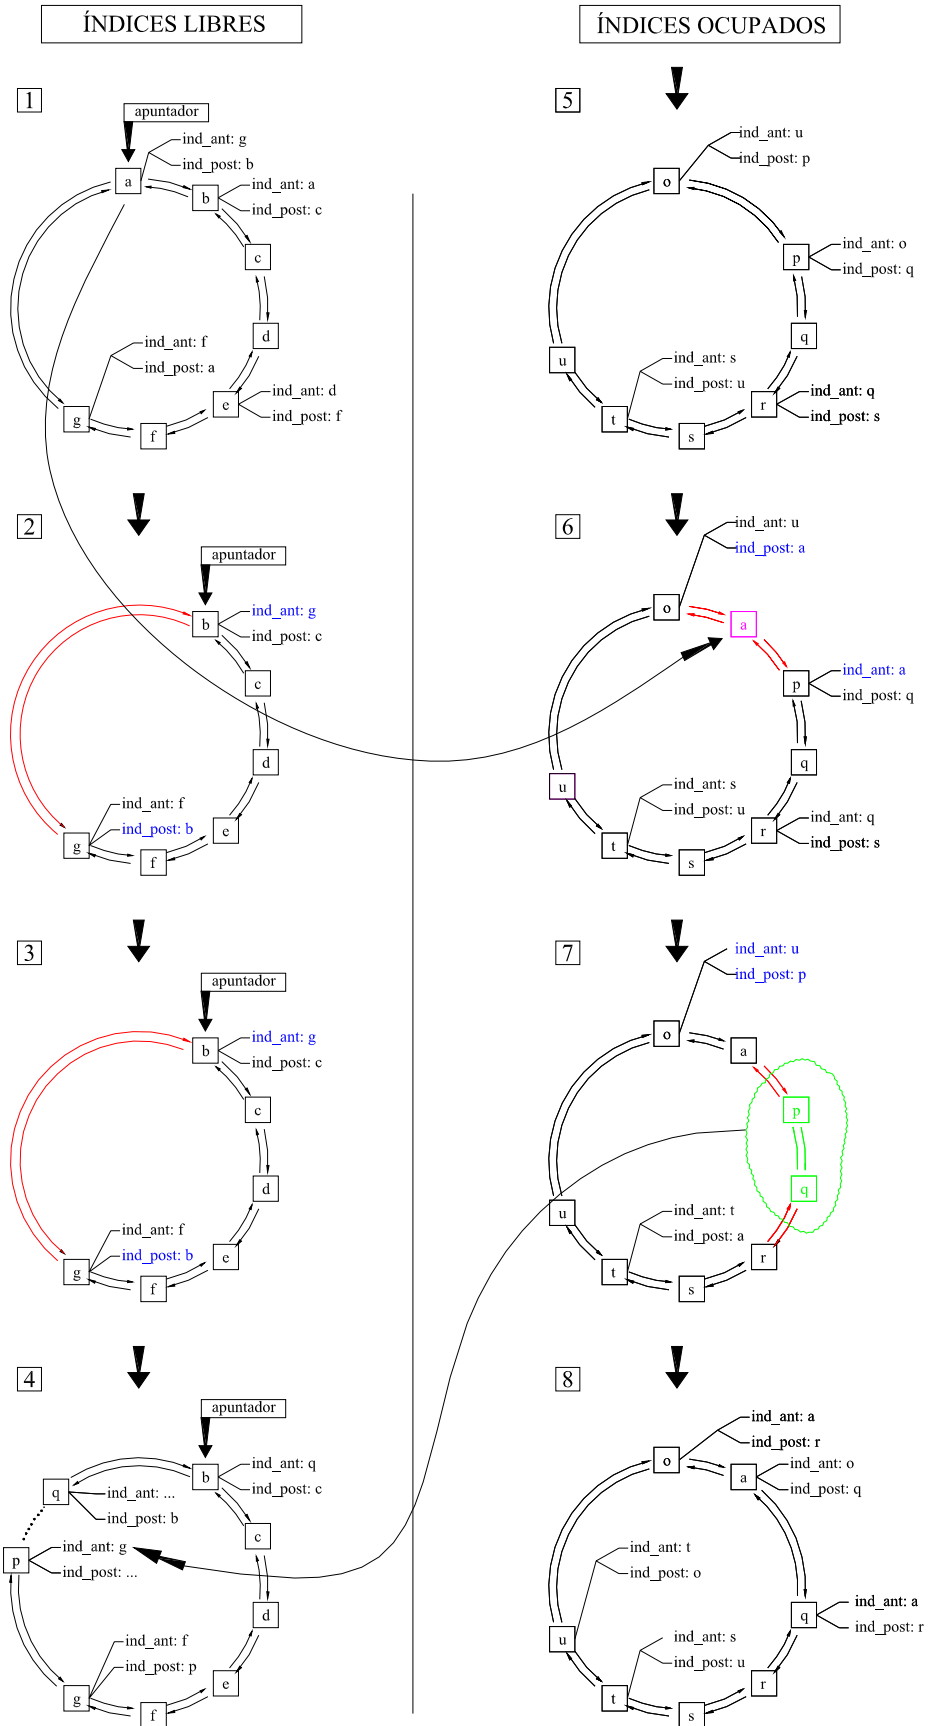 ÍNDICES LIBRES
1
apuntador
ind_ant: g
ind_post: b
a
b
ind_ant: a
ind_post: c
c
d
ind_ant: f
ind_post: a
e
ind_ant: d
ind_post: f
g
f
2
apuntador
b
ind_ant: g
ind_post: c
c
d
ind_ant: f
ind_post: b
e
g
f
3
apuntador
b
ind_ant: g
ind_post: c
c
d
ind_ant: f
ind_post: b
e
g
f
4
apuntador
b
ind_ant: q
ind_post: c
q
ind_ant: ...
ind_post: b
c
p
ind_ant: g
ind_post: ...
d
ind_ant: f
ind_post: p
e
g
f
ÍNDICES OCUPADOS
5
ind_ant: u
ind_post: p
o
p
ind_ant: o
ind_post: q
q
u
ind_ant: s
ind_post: u
r
ind_ant: q
ind_post: s
t
s
6
ind_ant: u
ind_post: a
o
a
p
ind_ant: a
ind_post: q
q
u
ind_ant: s
ind_post: u
r
ind_ant: q
ind_post: s
t
s
7
ind_ant: u
ind_post: p
o
a
p
q
u
ind_ant: t
ind_post: a
r
t
s
8
ind_ant: a
ind_post: r
o
a
ind_ant: o
ind_post: q
ind_ant: t
ind_post: o
q
ind_ant: a
ind_post: r
u
ind_ant: s
ind_post: u
r
t
s